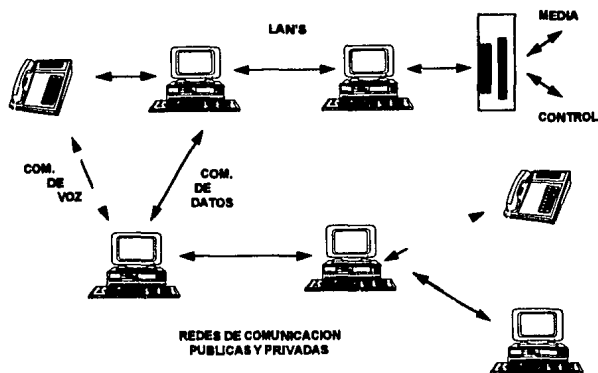 MEDIA
LAN'S
CONTROL
COM.
DE
VOZ
COM.
DE
DATOS
REDES DE COMUNICACION
PUBLICAS Y PRIVADAS